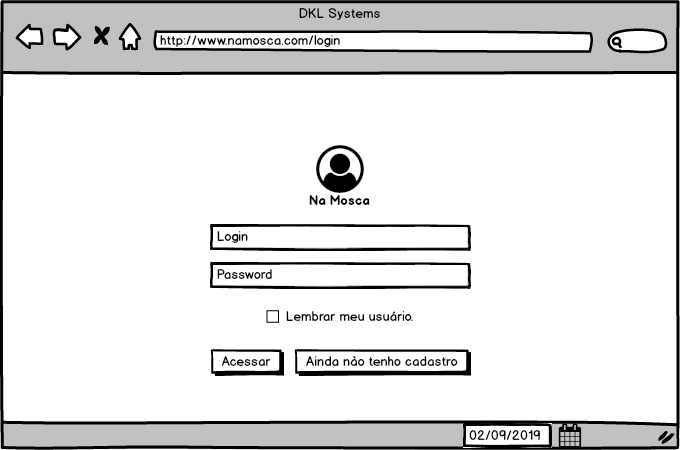 DKL Systems
http://www.namosca.com/login
Na Mosca
Login
Password
Lembrar meu usuário.
Acessar
Ainda não tenho cadastro
02/09/2019